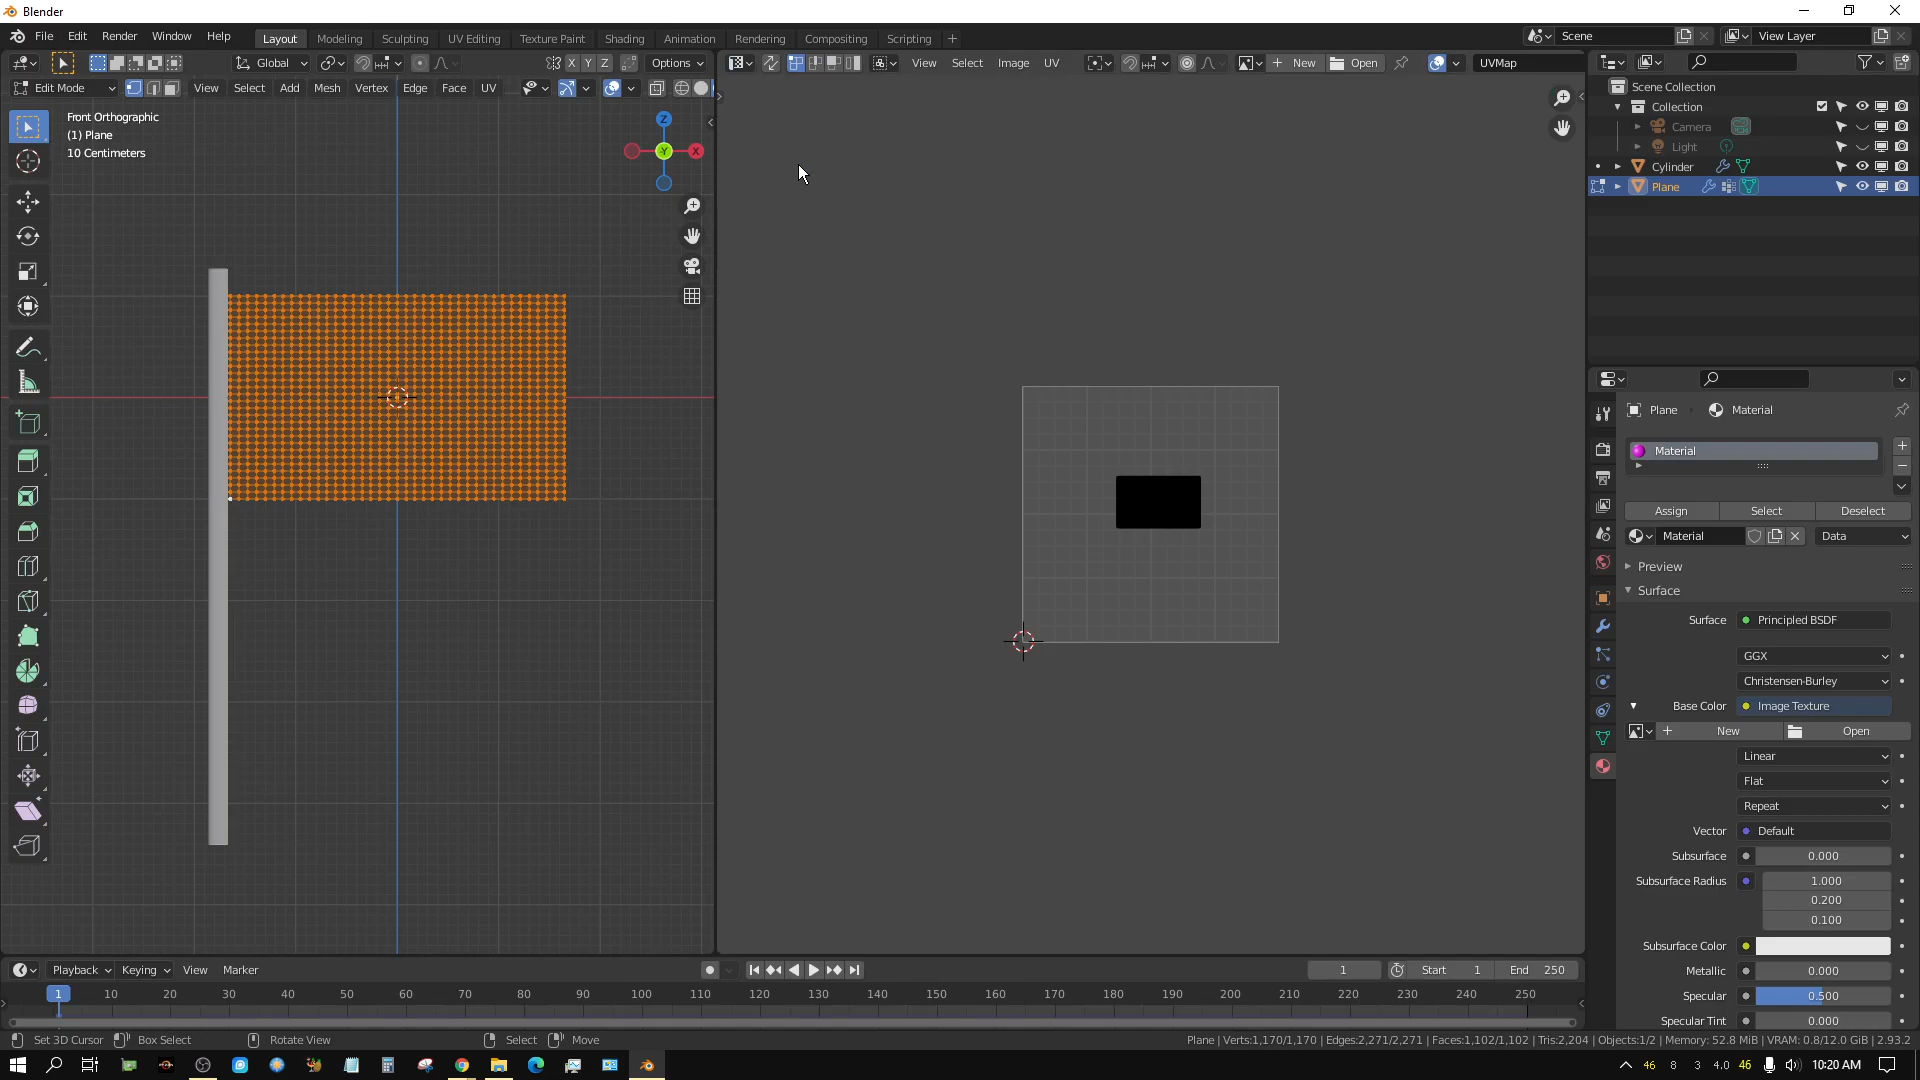 Blender
File Edit Render Window Help
Layout Modeling Sculpting UV Editing Texture Paint Shading Animation Rendering Compositing Scripting +
Scene
View Layer
Global
X Y Z
Options
View Select Image UV
New
Open
UVMap
Edit Mode
View Select Add Mesh Vertex Edge Face UV
Front Orthographic
(1) Plane
10 Centimeters
Z
Y
X
Scene Collection
Collection
Camera
Light
Cylinder
Plane
Plane
Material
Material
Assign
Select
Deselect
Material
Data
Preview
Surface
Surface
Principled BSDF
GGX
Christensen-Burley
Base Color
Image Texture
New
Open
Linear
Flat
Repeat
Vector
Default
Subsurface
0.000
Subsurface Radius
1.000
0.200
0.100
Subsurface Color
Metallic
0.000
Specular
0.500
Specular Tint
0.000
Playback Keying View Marker
1
Start 1
End 250
1 10 20 30 40 50 60 70 80 90 100 110 120 130 140 150 160 170 180 190 200 210 220 230 240 250
Set 3D Cursor
Box Select
Rotate View
Select
Move
Plane | Verts:1,170/1,170 | Edges:2,271/2,271 | Faces:1,102/1,102 | Tris:2,204 | Objects:1/2 | Memory: 52.8 MiB | VRAM: 0.8/12.0 GiB | 2.93.2
46 8 3 4.0 46
10:20 AM